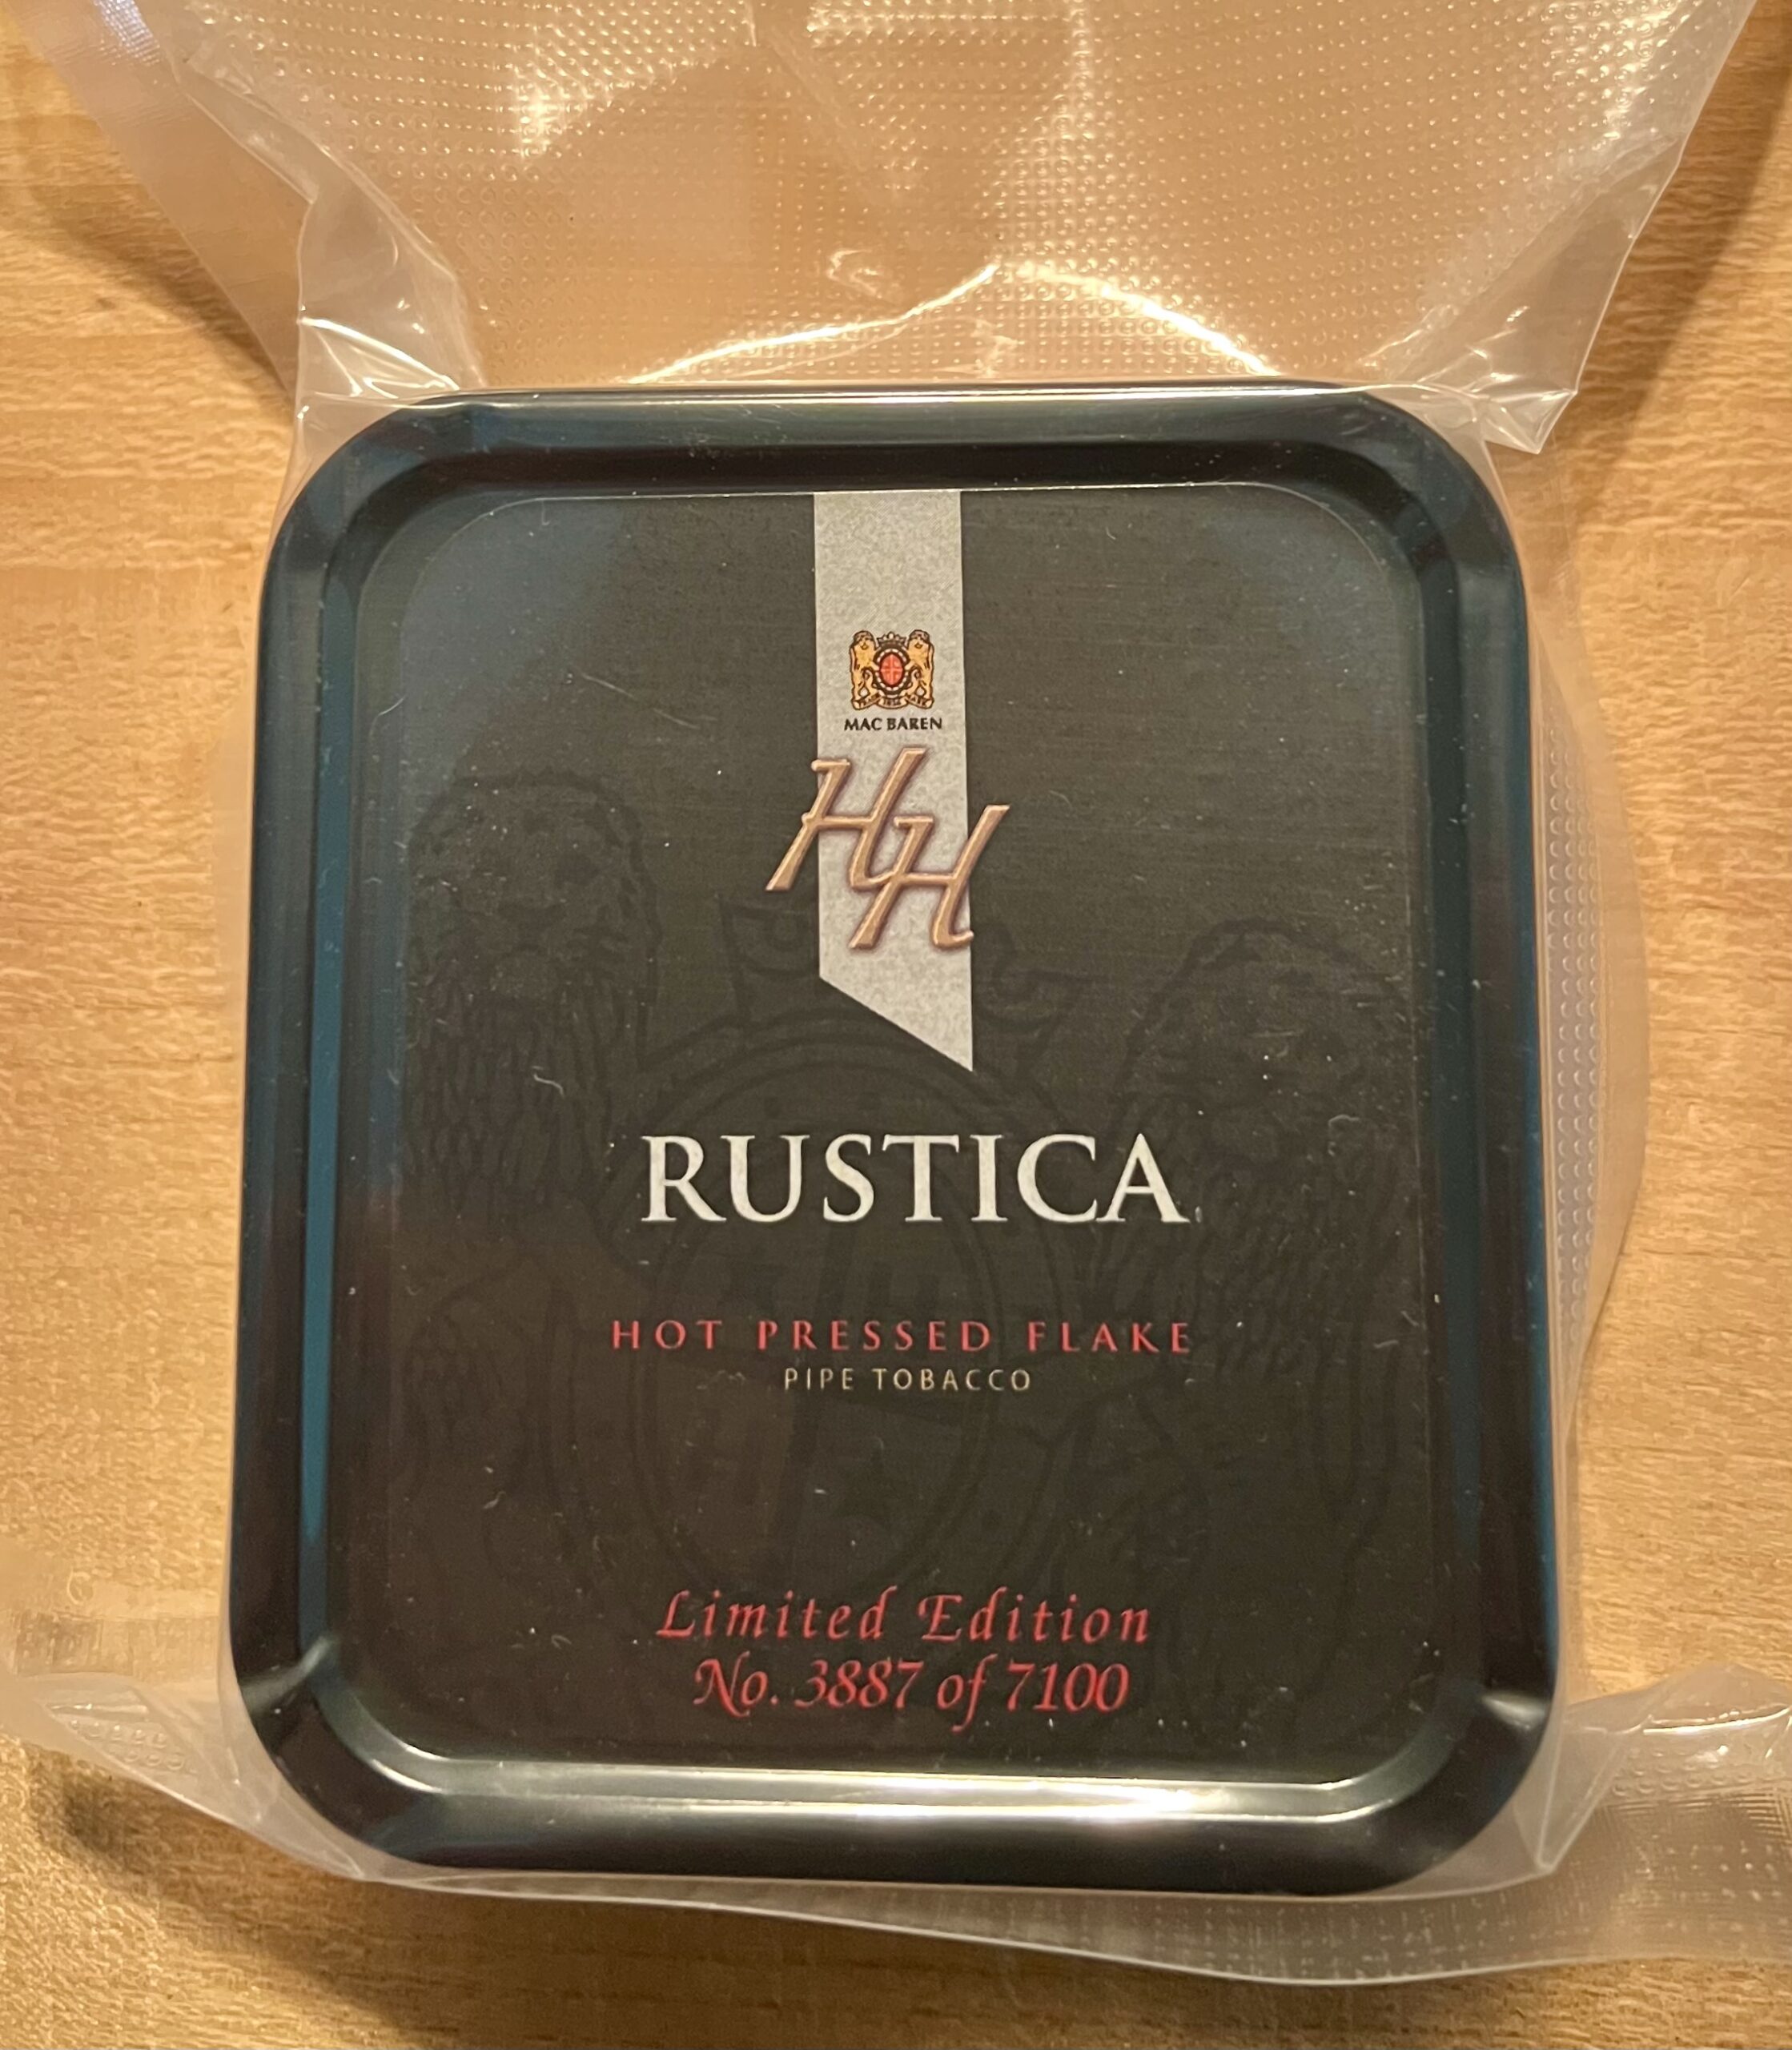 MAC BAREN
HH
RUSTICA
HOT PRESSED FLAKE
PIPE TOBACCO
Limited Edition
No. 3887 of 7100